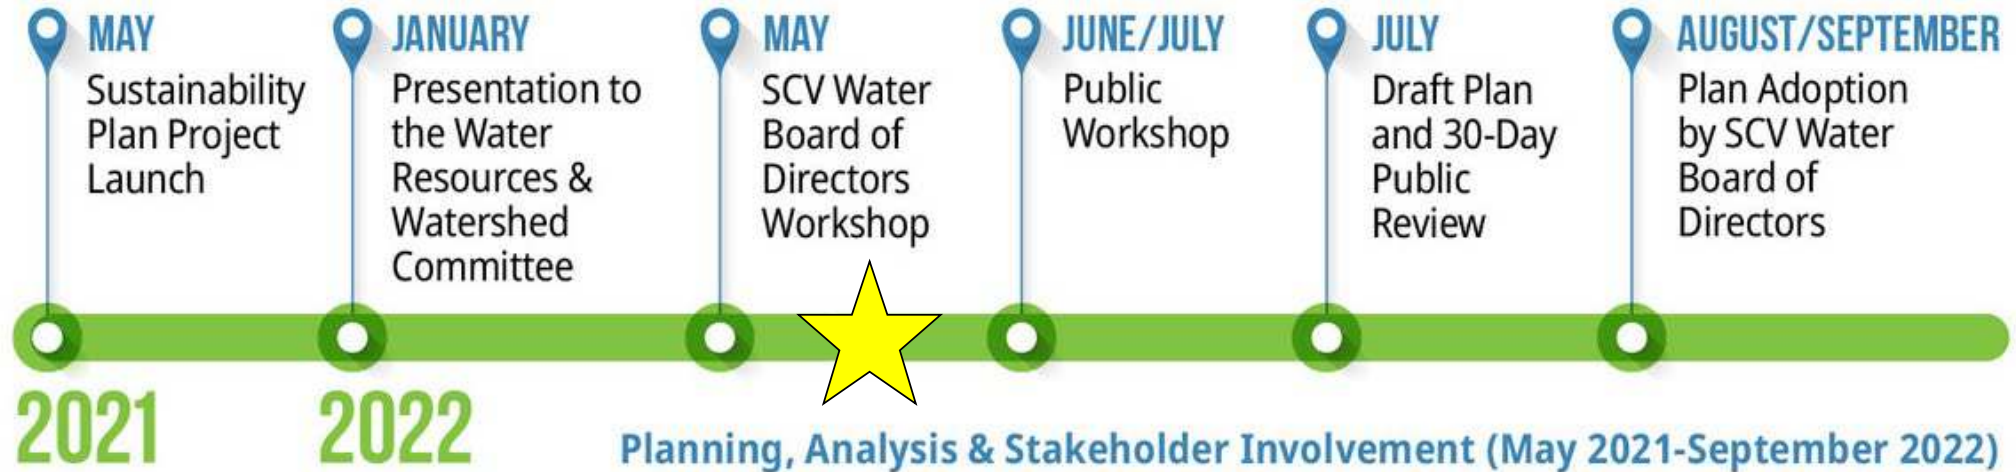 MAY
Sustainability
Plan Project
Launch
JANUARY
Presentation to
the Water
Resources &
Watershed
Committee
MAY
SCV Water
Board of
Directors
Workshop
JUNE/JULY
Public
Workshop
JULY
Draft Plan
and 30-Day
Public
Review
AUGUST/SEPTEMBER
Plan Adoption
by SCV Water
Board of
Directors
2021
2022
Planning, Analysis & Stakeholder Involvement (May 2021-September 2022)